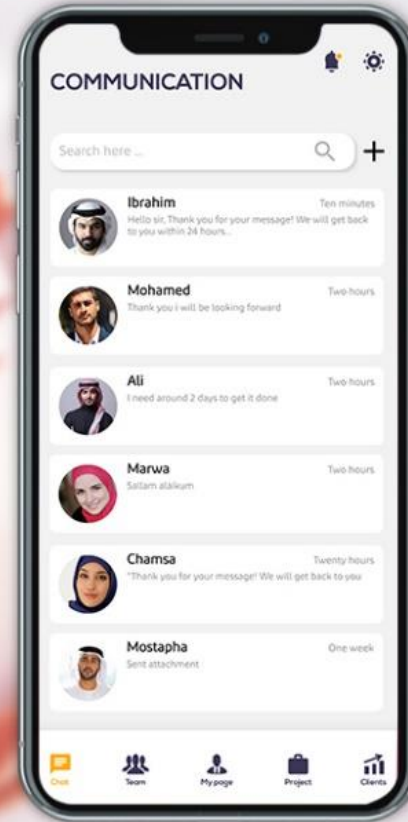 COMMUNICATION
Search here ...
Ibrahim
Ten minutes
Hello sir, Thank you for your message! We will get back
to you within 24 hours..
Mohamed
Two hours
Thank you i will be looking forward
Ali
Two hours
I need around 2 days to get it done
Marwa
Two hours
Sallam alaikum
Chamsa
Twenty hours
"Thank you for your message! We will get back to you
Mostapha
One week
Sent attachment
Chat
Team
My page
Project
Clients